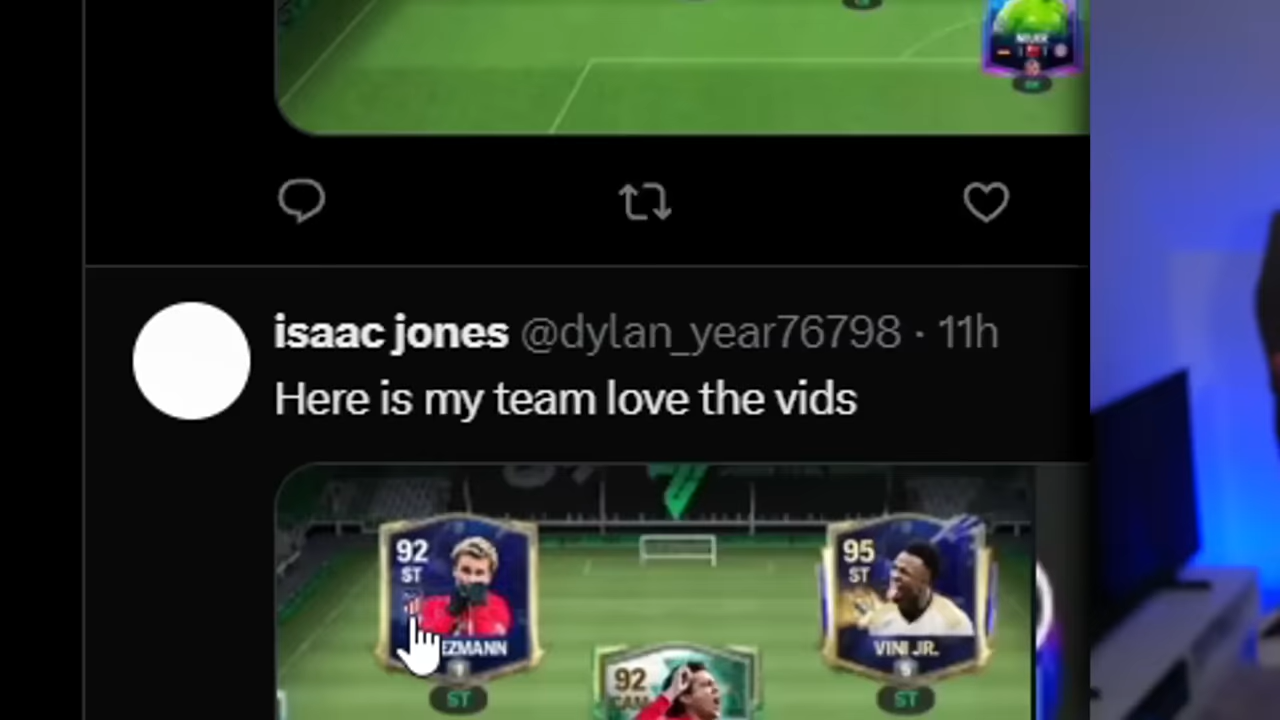 isaac jones @dylan_year76798 · 11h
Here is my team love the vids
92
ST
EZMANN
ST
95
ST
VINI JR.
ST
92
CAM